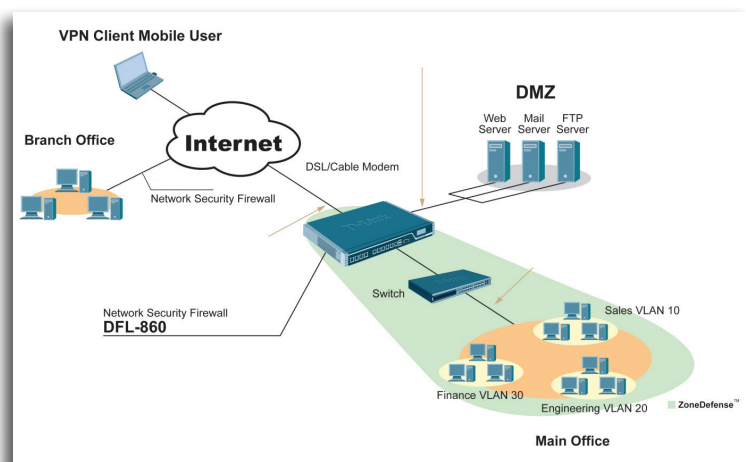 VPN Client Mobile User
DMZ
Web
Server
Mail
Server
FTP
Server
Branch Office
Internet
DSL/Cable Modem
Network Security Firewall
D-Link
Switch
Network Security Firewall
DFL-860
Sales VLAN 10
Finance VLAN 30
Engineering VLAN 20
ZoneDefense™
Main Office